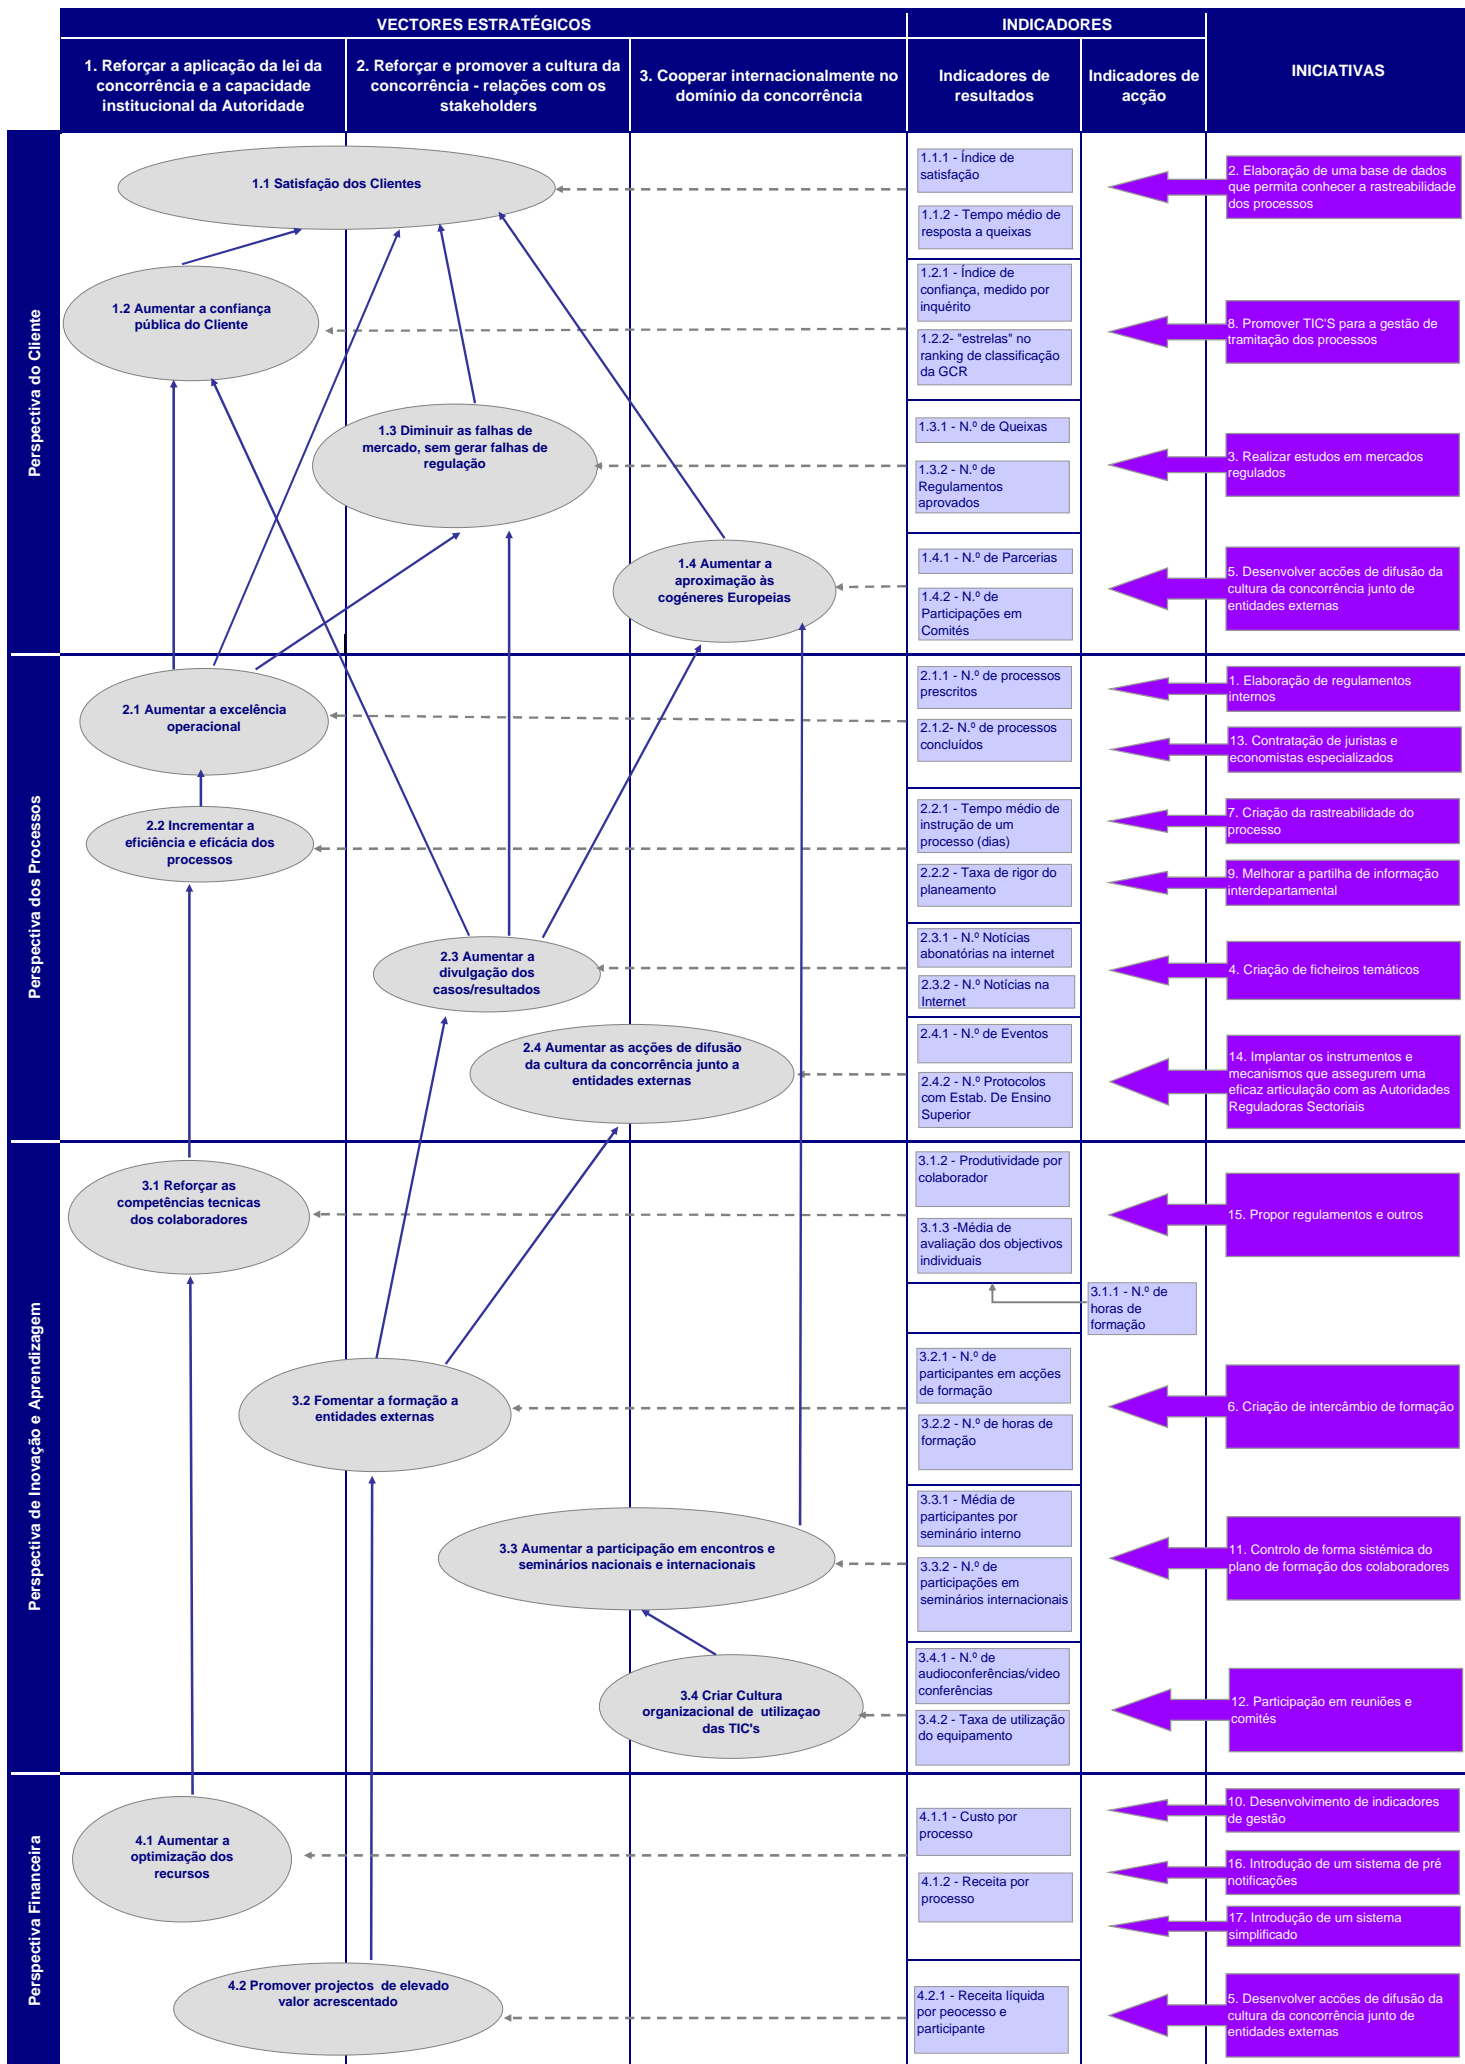 VECTORES ESTRATÉGICOS
INDICADORES
INICIATIVAS
1. Reforçar a aplicação da lei da
concorrência e a capacidade
institucional da Autoridade
2. Reforçar e promover a cultura da
concorrência - relações com os
stakeholders
3. Cooperar internacionalmente no
domínio da concorrência
Indicadores de
resultados
Indicadores de
acção
Perspectiva do Cliente
1.1 Satisfação dos Clientes
1.1.1 - Índice de
satisfação
1.1.2 - Tempo médio de
resposta a queixas
2. Elaboração de uma base de dados
que permita conhecer a rastreabilidade
dos processos
1.2 Aumentar a confiança
pública do Cliente
1.2.1 - Índice de
confiança, medido por
inquérito
1.2.2- "estrelas" no
ranking de classificação
da GCR
8. Promover TIC'S para a gestão de
tramitação dos processos
1.3 Diminuir as falhas de
mercado, sem gerar falhas de
regulação
1.3.1 - N.º de Queixas
1.3.2 - N.º de
Regulamentos
aprovados
3. Realizar estudos em mercados
regulados
1.4 Aumentar a
aproximação às
cogéneres Europeias
1.4.1 - N.º de Parcerias
1.4.2 - N.º de
Participações em
Comités
5. Desenvolver acções de difusão da
cultura da concorrência junto de
entidades externas
Perspectiva dos Processos
2.1 Aumentar a excelência
operacional
2.1.1 - N.º de processos
prescritos
2.1.2- N.º de processos
concluídos
1. Elaboração de regulamentos
internos
13. Contratação de juristas e
economistas especializados
2.2 Incrementar a
eficiência e eficácia dos
processos
2.2.1 - Tempo médio de
instrução de um
processo (dias)
2.2.2 - Taxa de rigor do
planeamento
7. Criação da rastreabilidade do
processo
9. Melhorar a partilha de informação
interdepartamental
2.3 Aumentar a
divulgação dos
casos/resultados
2.3.1 - N.º Notícias
abonatórias na internet
2.3.2 - N.º Notícias na
Internet
4. Criação de ficheiros temáticos
2.4 Aumentar as acções de difusão
da cultura da concorrência junto a
entidades externas
2.4.1 - N.º de Eventos
2.4.2 - N.º Protocolos
com Estab. De Ensino
Superior
14. Implantar os instrumentos e
mecanismos que assegurem uma
eficaz articulação com as Autoridades
Reguladoras Sectoriais
Perspectiva de Inovação e Aprendizagem
3.1 Reforçar as
competências tecnicas
dos colaboradores
3.1.2 - Produtividade por
colaborador
3.1.3 -Média de
avaliação dos objectivos
individuais
3.1.1 - N.º de
horas de
formação
15. Propor regulamentos e outros
3.2 Fomentar a formação a
entidades externas
3.2.1 - N.º de
participantes em acções
de formação
3.2.2 - N.º de horas de
formação
6. Criação de intercâmbio de formação
3.3 Aumentar a participação em encontros e
seminários nacionais e internacionais
3.3.1 - Média de
participantes por
seminário interno
3.3.2 - N.º de
participações em
seminários internacionais
11. Controlo de forma sistémica do
plano de formação dos colaboradores
3.4 Criar Cultura
organizacional de utilizaçao
das TIC's
3.4.1 - N.º de
audioconferências/video
conferências
3.4.2 - Taxa de utilização
do equipamento
12. Participação em reuniões e
comités
Perspectiva Financeira
4.1 Aumentar a
optimização dos
recursos
4.1.1 - Custo por
processo
4.1.2 - Receita por
processo
10. Desenvolvimento de indicadores
de gestão
16. Introdução de um sistema de pré
notificações
17. Introdução de um sistema
simplificado
4.2 Promover projectos de elevado
valor acrescentado
4.2.1 - Receita líquida
por peocesso e
participante
5. Desenvolver acções de difusão da
cultura da concorrência junto de
entidades externas